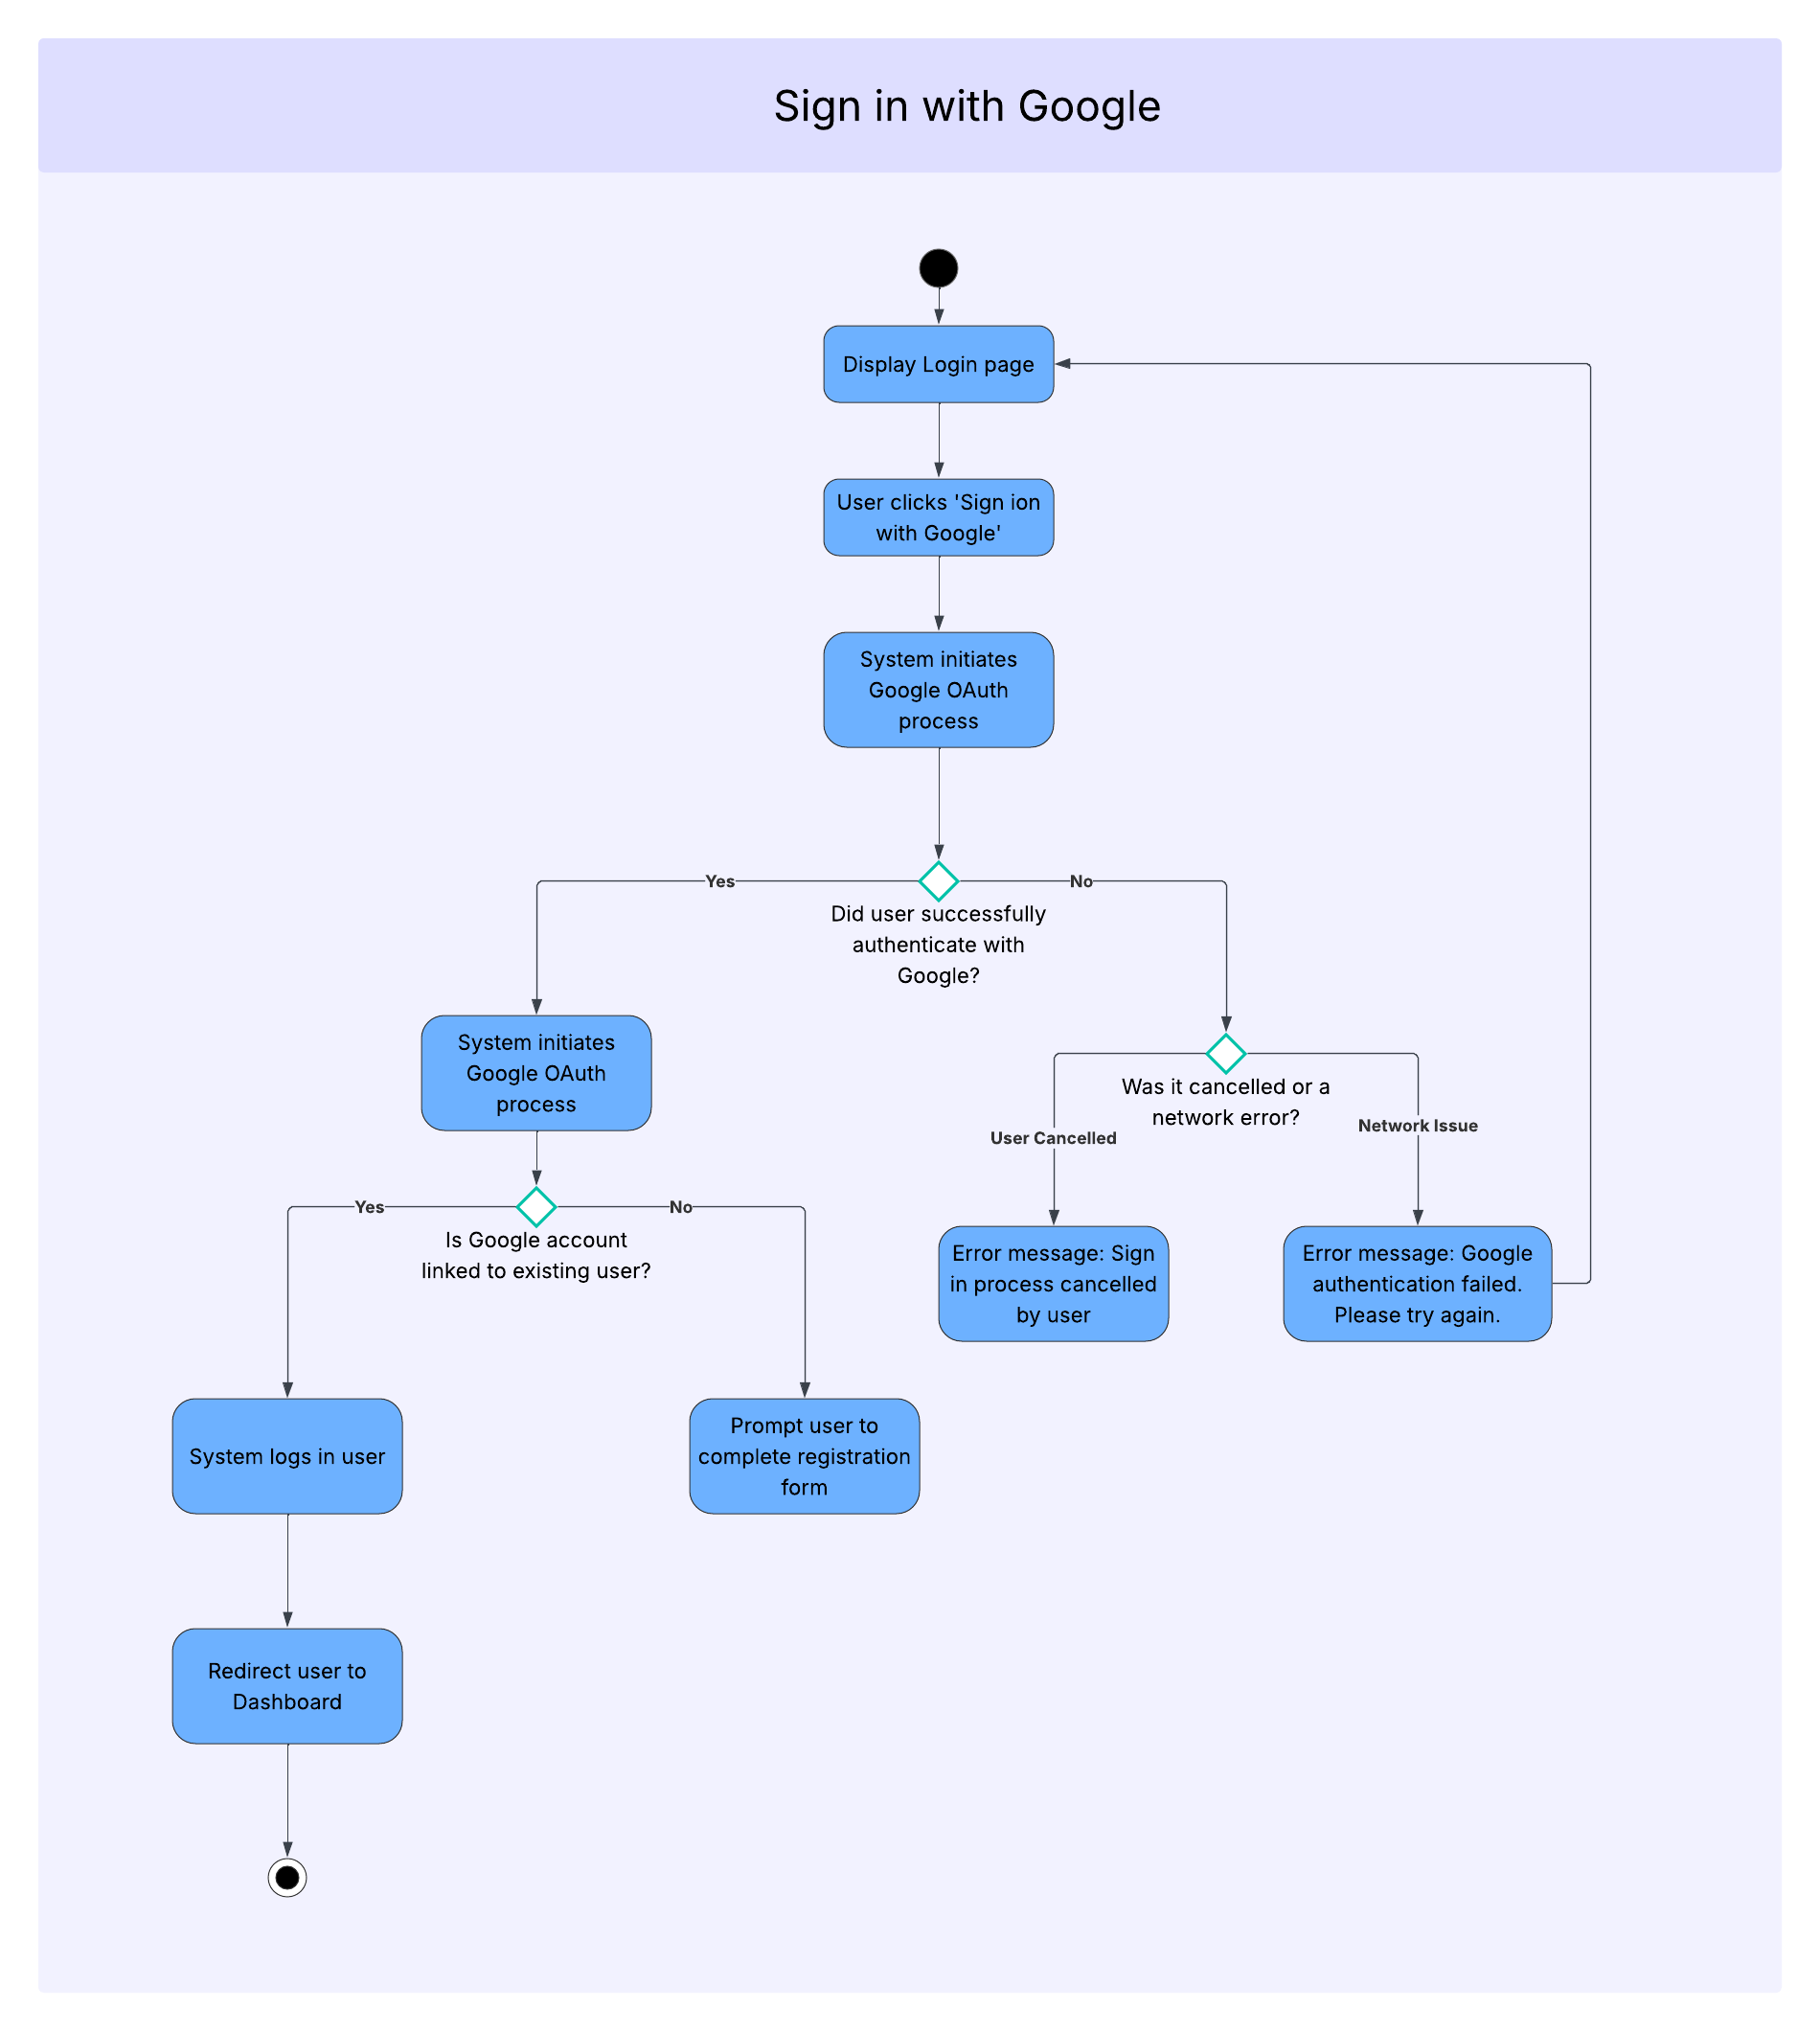 Sign in with Google
Display Login page
User clicks 'Sign ion
with Google'
System initiates
Google OAuth
process
Yes
No
Did user successfully
authenticate with
Google?
System initiates
Google OAuth
process
Was it cancelled or a
network error?
User Cancelled
Network Issue
Yes
No
Is Google account
linked to existing user?
Error message: Sign
in process cancelled
by user
Error message: Google
authentication failed.
Please try again.
System logs in user
Prompt user to
complete registration
form
Redirect user to
Dashboard